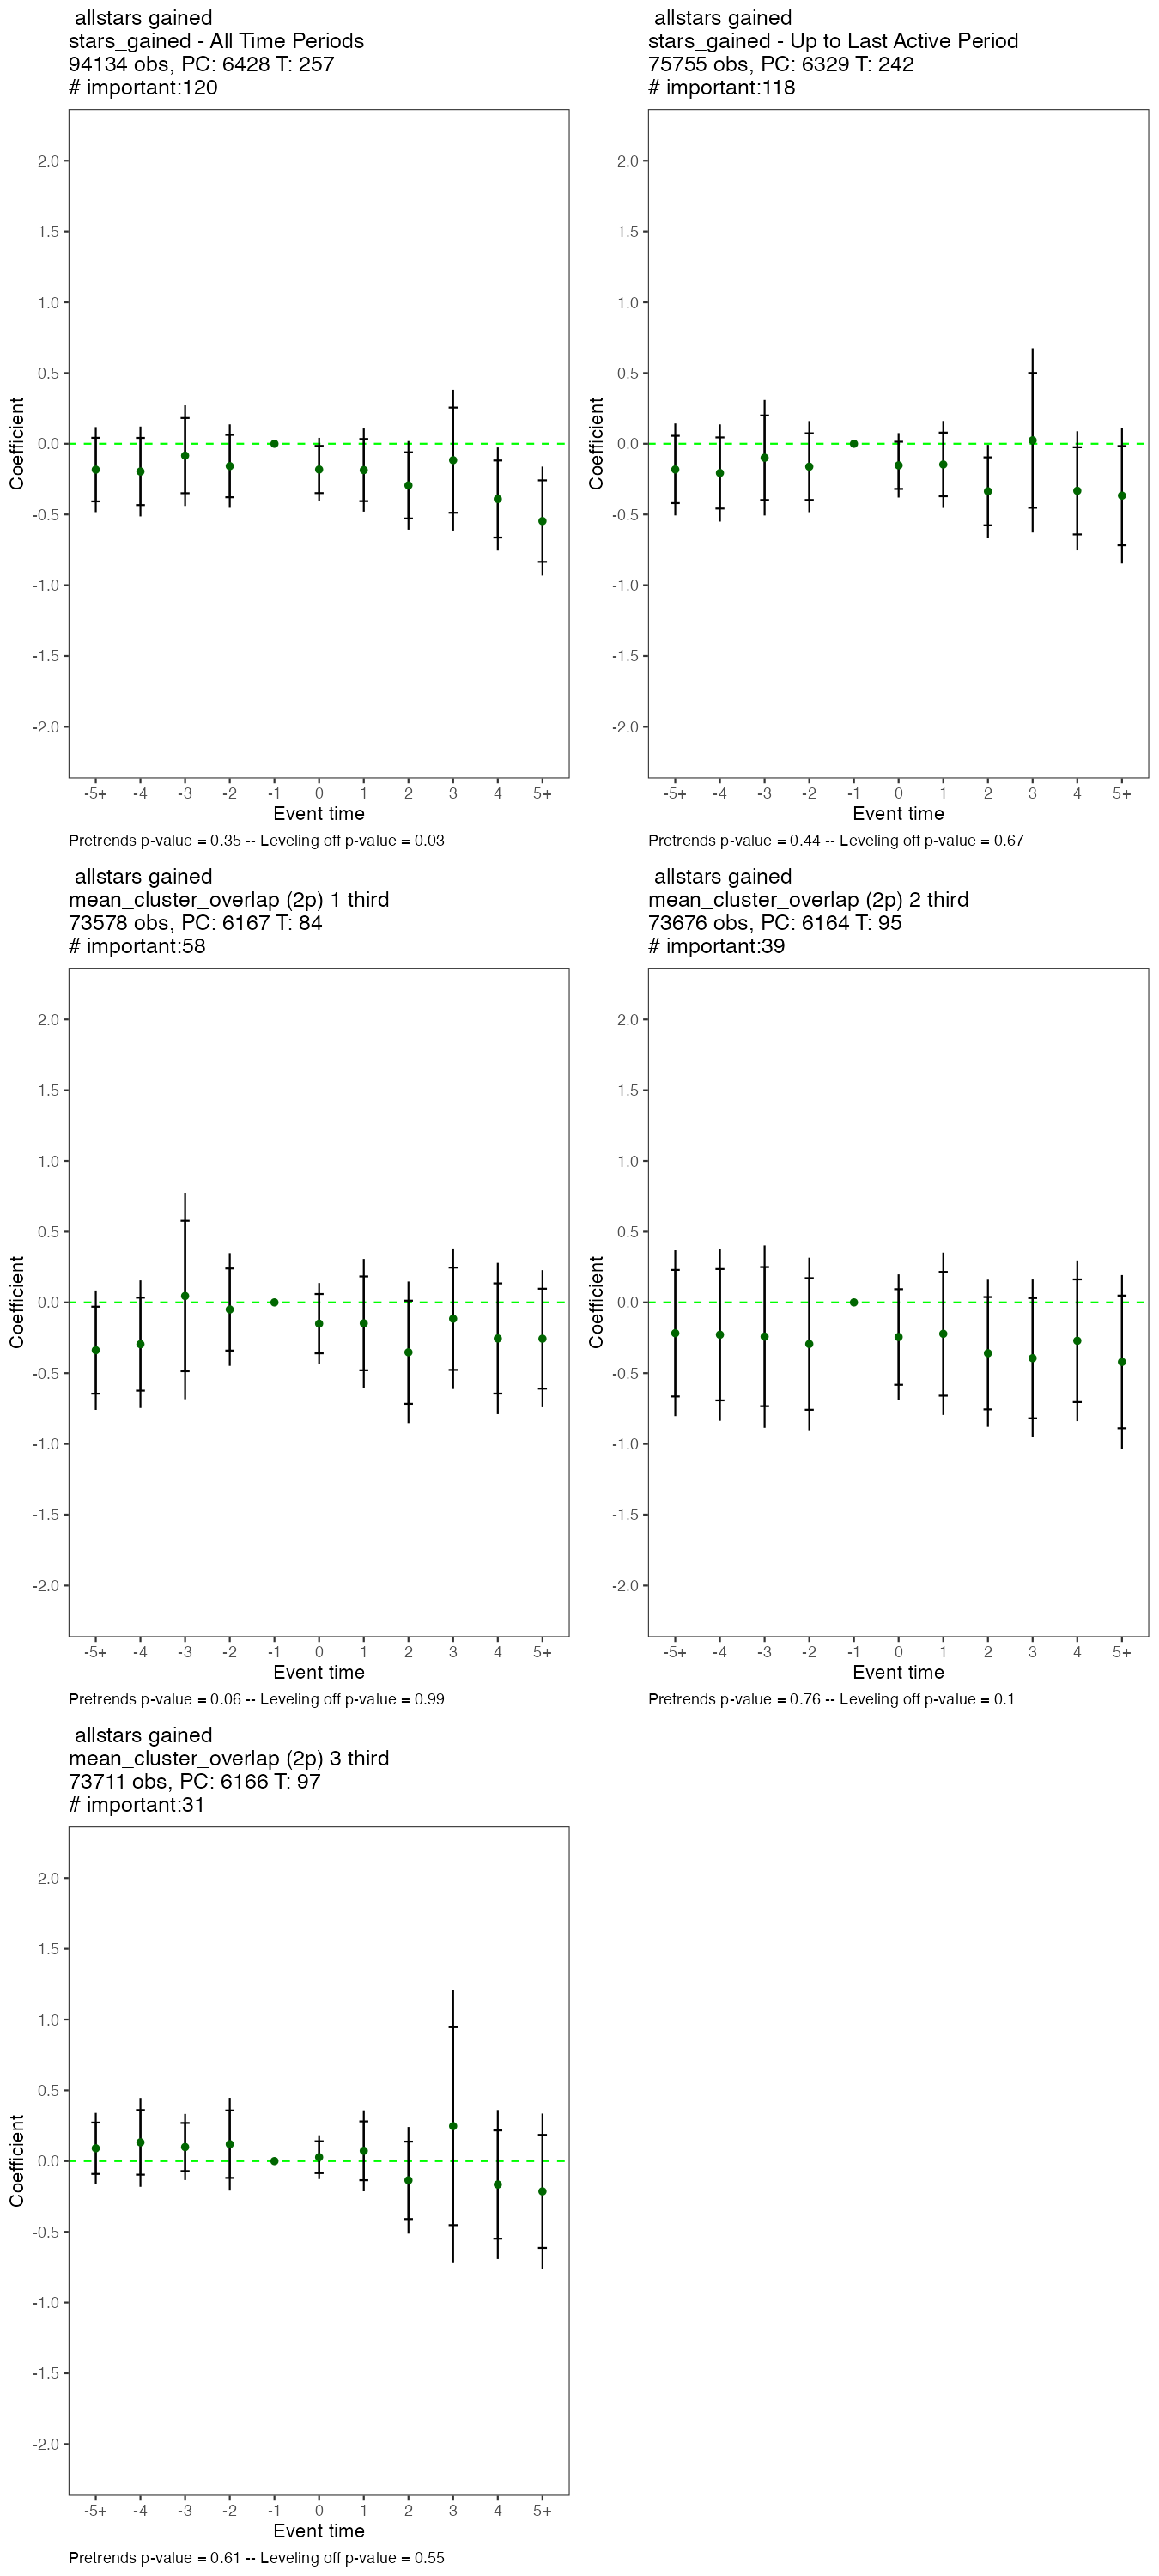 allstars gained
stars_gained - All Time Periods
94134 obs, PC: 6428 T: 257
# important:120
Coefficient
2.0
1.5
1.0
0.5
0.0
-0.5
-1.0
-1.5
-2.0
-5+ -4 -3 -2 -1 0 1 2 3 4 5+
Event time
Pretrends p-value = 0.35 -- Leveling off p-value = 0.03
allstars gained
stars_gained - Up to Last Active Period
75755 obs, PC: 6329 T: 242
# important:118
Coefficient
2.0
1.5
1.0
0.5
0.0
-0.5
-1.0
-1.5
-2.0
-5+ -4 -3 -2 -1 0 1 2 3 4 5+
Event time
Pretrends p-value = 0.44 -- Leveling off p-value = 0.67
allstars gained
mean_cluster_overlap (2p) 1 third
73578 obs, PC: 6167 T: 84
# important:58
Coefficient
2.0
1.5
1.0
0.5
0.0
-0.5
-1.0
-1.5
-2.0
-5+ -4 -3 -2 -1 0 1 2 3 4 5+
Event time
Pretrends p-value = 0.06 -- Leveling off p-value = 0.99
allstars gained
mean_cluster_overlap (2p) 2 third
73676 obs, PC: 6164 T: 95
# important:39
Coefficient
2.0
1.5
1.0
0.5
0.0
-0.5
-1.0
-1.5
-2.0
-5+ -4 -3 -2 -1 0 1 2 3 4 5+
Event time
Pretrends p-value = 0.76 -- Leveling off p-value = 0.1
allstars gained
mean_cluster_overlap (2p) 3 third
73711 obs, PC: 6166 T: 97
# important:31
Coefficient
2.0
1.5
1.0
0.5
0.0
-0.5
-1.0
-1.5
-2.0
-5+ -4 -3 -2 -1 0 1 2 3 4 5+
Event time
Pretrends p-value = 0.61 -- Leveling off p-value = 0.55